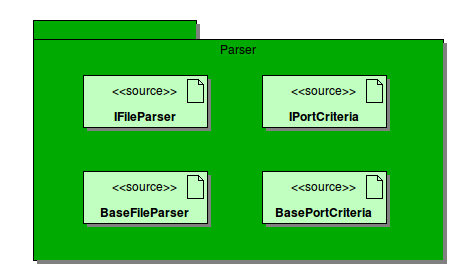 Parser
<<source>>
IFileParser
<<source>>
IPortCriteria
<<source>>
BaseFileParser
<<source>>
BasePortCriteria